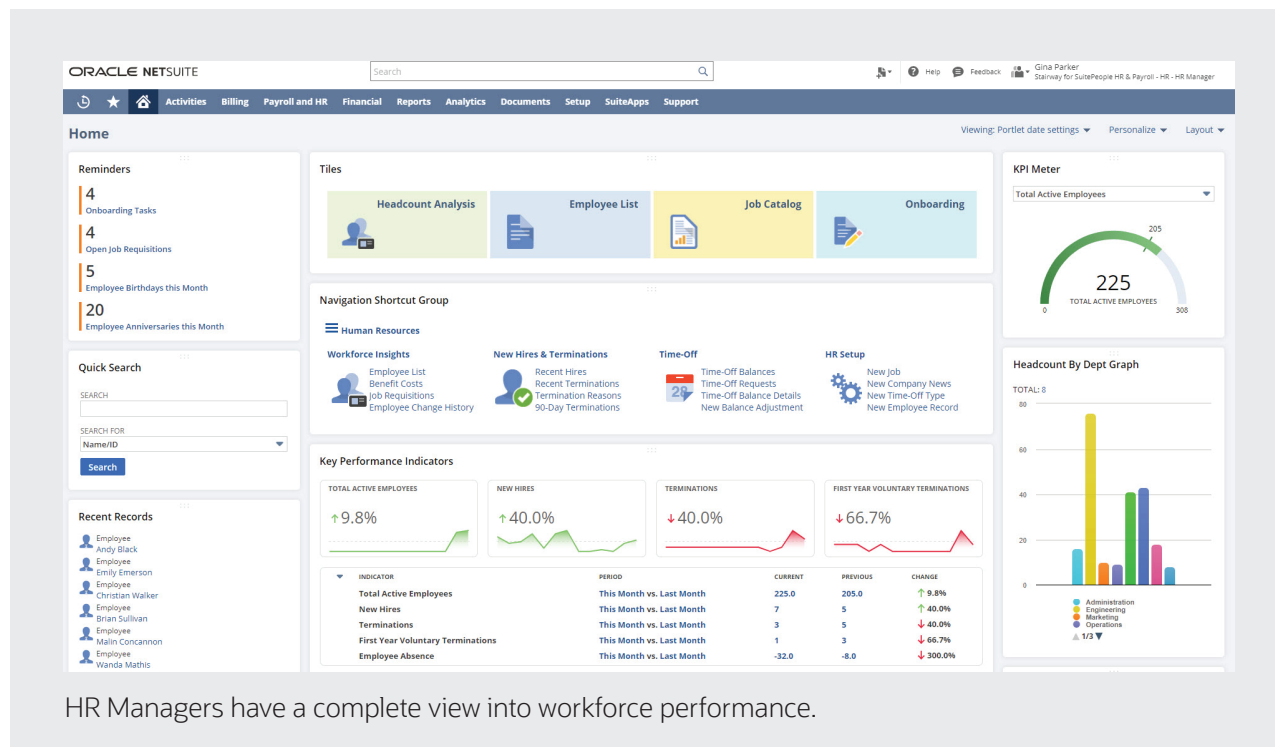 ORACLE NETSUITE
Search
Help
Feedback
Gina Parker
Stairway for SuitePeople HR & Payroll - HR - HR Manager
Activities Billing Payroll and HR Financial Reports Analytics Documents Setup SuiteApps Support
Home
Viewing: Portlet date settings
Personalize
Layout
Reminders
4
Onboarding Tasks
4
Open Job Requisitions
5
Employee Birthdays this Month
20
Employee Anniversaries this Month
Quick Search
SEARCH
SEARCH FOR
Name/ID
Search
Recent Records
Employee
Andy Black
Employee
Emily Emerson
Employee
Christian Walker
Employee
Brian Sullivan
Employee
Malin Concannon
Employee
Wanda Mathis
Tiles
Headcount Analysis
Employee List
Job Catalog
Onboarding
Navigation Shortcut Group
Human Resources
Workforce Insights
Employee List
Benefit Costs
Job Requisitions
Employee Change History
New Hires & Terminations
Recent Hires
Recent Terminations
Termination Reasons
90-Day Terminations
Time-Off
28
Time-Off Balances
Time-Off Requests
Time-Off Balance Details
New Balance Adjustment
HR Setup
New Job
New Company News
New Time-Off Type
New Employee Record
Key Performance Indicators
TOTAL ACTIVE EMPLOYEES
↑9.8%
NEW HIRES
↑40.0%
TERMINATIONS
↓40.0%
FIRST YEAR VOLUNTARY TERMINATIONS
↓66.7%
INDICATOR PERIOD CURRENT PREVIOUS CHANGE
Total Active Employees This Month vs. Last Month 225.0 205.0 ↑ 9.8%
New Hires This Month vs. Last Month 7 5 ↑ 40.0%
Terminations This Month vs. Last Month 3 5 ↓ 40.0%
First Year Voluntary Terminations This Month vs. Last Month 1 3 ↓ 66.7%
Employee Absence This Month vs. Last Month -32.0 -8.0 ↓ 300.0%
KPI Meter
Total Active Employees
205
225
TOTAL ACTIVE EMPLOYEES
0
308
Headcount By Dept Graph
TOTAL: 8
80
60
40
20
0
Administration
Engineering
Marketing
Operations
1/3
HR Managers have a complete view into workforce performance.